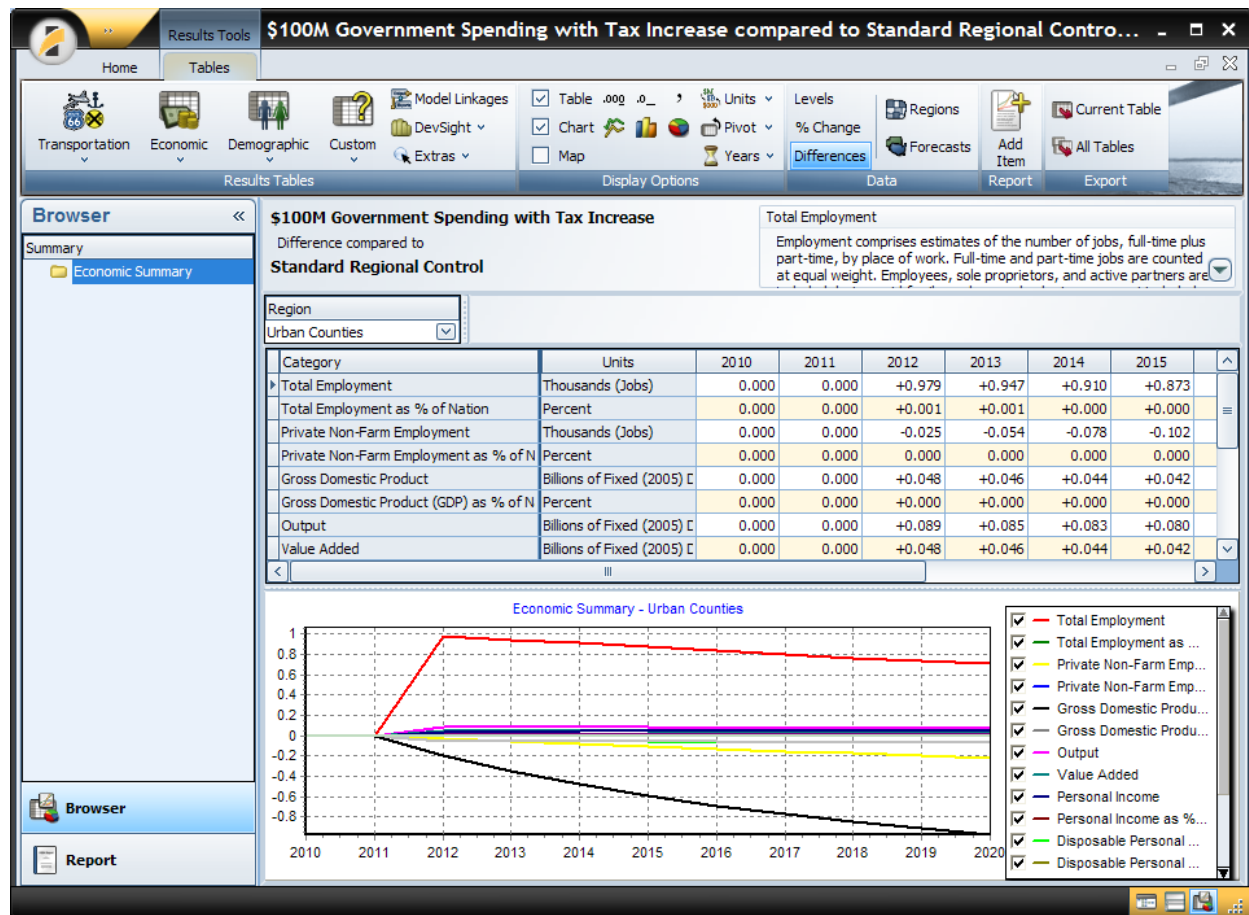 Results Tools
$100M Government Spending with Tax Increase compared to Standard Regional Contro...
Home Tables
Transportation
Economic
Demographic
Custom
Model Linkages
DevSight
Extras
Results Tables
Table .000 .0_ ,
Units
Chart
Pivot
Map
Years
Display Options
Levels
% Change
Differences
Regions
Forecasts
Data
Add
Item
Report
Current Table
All Tables
Export
Browser «
Summary
Economic Summary
$100M Government Spending with Tax Increase
Difference compared to
Standard Regional Control
Total Employment
Employment comprises estimates of the number of jobs, full-time plus
part-time, by place of work. Full-time and part-time jobs are counted
at equal weight. Employees, sole proprietors, and active partners are
Region
Urban Counties
Category Units 2010 2011 2012 2013 2014 2015
Total Employment Thousands (Jobs) 0.000 0.000 +0.979 +0.947 +0.910 +0.873
Total Employment as % of Nation Percent 0.000 0.000 +0.001 +0.001 +0.000 +0.000
Private Non-Farm Employment Thousands (Jobs) 0.000 0.000 -0.025 -0.054 -0.078 -0.102
Private Non-Farm Employment as % of N Percent 0.000 0.000 0.000 0.000 0.000 0.000
Gross Domestic Product Billions of Fixed (2005) D 0.000 0.000 +0.048 +0.046 +0.044 +0.042
Gross Domestic Product (GDP) as % of N Percent 0.000 0.000 +0.000 +0.000 +0.000 +0.000
Output Billions of Fixed (2005) D 0.000 0.000 +0.089 +0.085 +0.083 +0.080
Value Added Billions of Fixed (2005) D 0.000 0.000 +0.048 +0.046 +0.044 +0.042
Economic Summary - Urban Counties
1
0.8
0.6
0.4
0.2
0
-0.2
-0.4
-0.6
-0.8
2010 2011 2012 2013 2014 2015 2016 2017 2018 2019 2020
Total Employment
Total Employment as ...
Private Non-Farm Emp...
Private Non-Farm Emp...
Gross Domestic Produ...
Gross Domestic Produ...
Output
Value Added
Personal Income
Personal Income as %...
Disposable Personal ...
Disposable Personal ...
Browser
Report